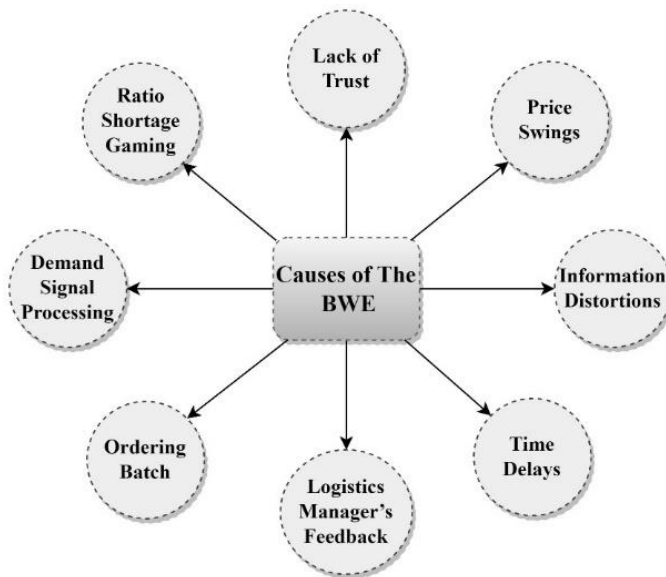 Lack of
Trust
Price
Swings
Information
Distortions
Time
Delays
Logistics
Manager’s
Feedback
Ordering
Batch
Demand
Signal
Processing
Ratio
Shortage
Gaming
Causes of The
BWE